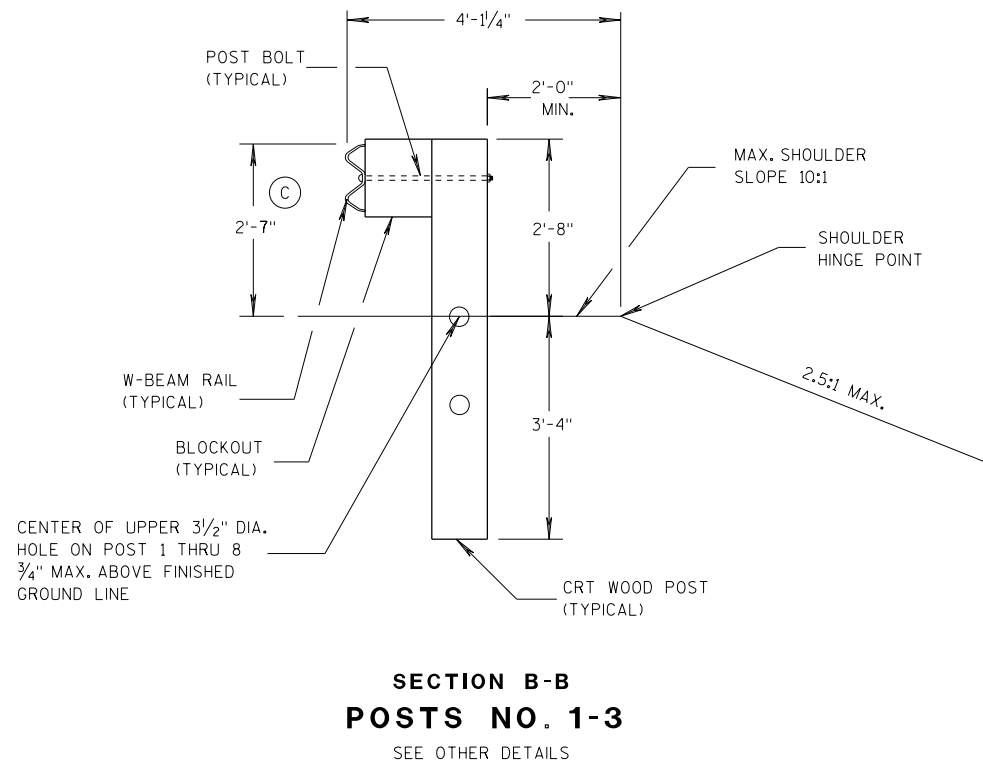 4'-1¼"
POST BOLT
(TYPICAL)
2'-0"
MIN.
MAX. SHOULDER
SLOPE 10:1
C
2'-7"
2'-8"
SHOULDER
HINGE POINT
W-BEAM RAIL
(TYPICAL)
2.5:1 MAX.
3'-4"
BLOCKOUT
(TYPICAL)
CENTER OF UPPER 3½" DIA.
HOLE ON POST 1 THRU 8
¾" MAX. ABOVE FINISHED
GROUND LINE
CRT WOOD POST
(TYPICAL)
SECTION B-B
POSTS NO. 1-3
SEE OTHER DETAILS